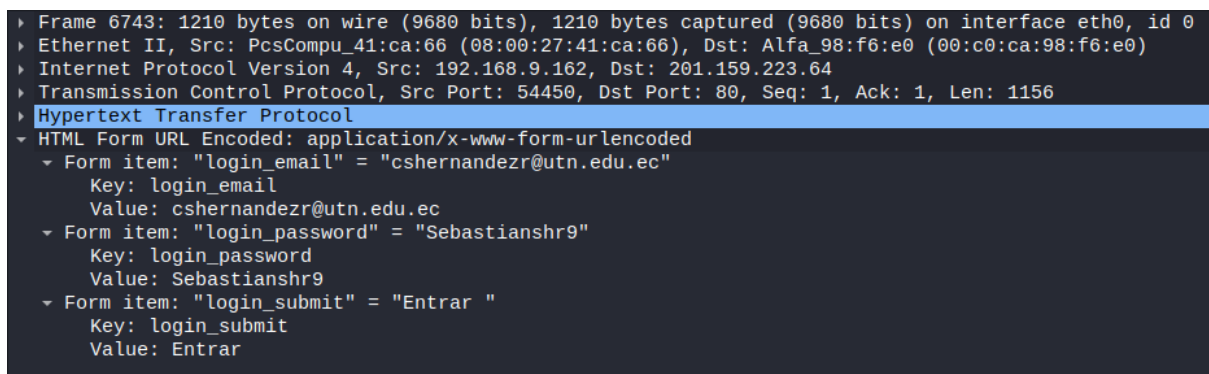 Frame 6743: 1210 bytes on wire (9680 bits), 1210 bytes captured (9680 bits) on interface eth0, id 0
Ethernet II, Src: PcsCompu_41:ca:66 (08:00:27:41:ca:66), Dst: Alfa_98:f6:e0 (00:c0:ca:98:f6:e0)
Internet Protocol Version 4, Src: 192.168.9.162, Dst: 201.159.223.64
Transmission Control Protocol, Src Port: 54450, Dst Port: 80, Seq: 1, Ack: 1, Len: 1156
Hypertext Transfer Protocol
HTML Form URL Encoded: application/x-www-form-urlencoded
Form item: "login_email" = "cshernandezr@utn.edu.ec"
Key: login_email
Value: cshernandezr@utn.edu.ec
Form item: "login_password" = "Sebastianshr9"
Key: login_password
Value: Sebastianshr9
Form item: "login_submit" = "Entrar "
Key: login_submit
Value: Entrar